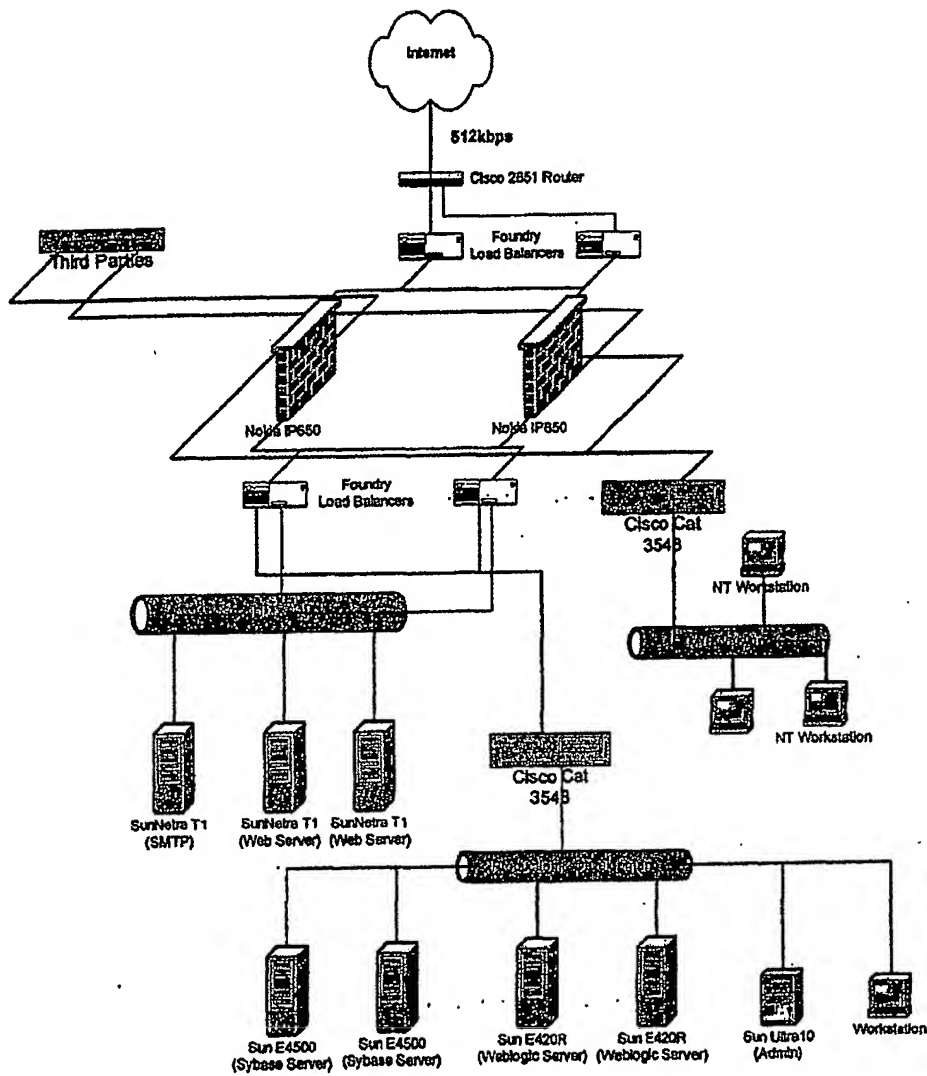 Internet
512kbps
Cisco 2651 Router
Third Parties
Foundry
Load Balancers
Nokia IP650
Nokia IP650
Foundry
Load Balancers
Cisco Cat
3548
NT Workstation
NT Workstation
SunNetra T1
(SMTP)
SunNetra T1
(Web Server)
SunNetra T1
(Web Server)
Cisco Cat
3548
Sun E4500
(Sybase Server)
Sun E4500
(Sybase Server)
Sun E420R
(Weblogic Server)
Sun E420R
(Weblogic Server)
Sun Ultra10
(Admin)
Workstation